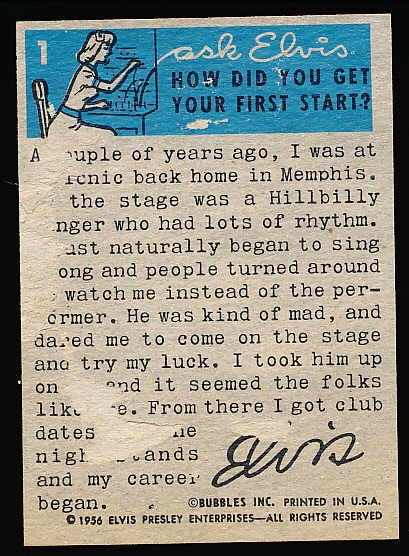 1
ask Elvis
HOW DID YOU GET
YOUR FIRST START?
A uple of years ago, I was at
cnic back home in Memphis.
the stage was a Hillbilly
nger who had lots of rhythm.
ust naturally began to sing
ong and people turned around
watch me instead of the per-
ormer. He was kind of mad, and
dared me to come on the stage
and try my luck. I took him up
on and it seemed the folks
like e. From there I got club
dates ne
nigh tands
and my career
began.
Elvis
©BUBBLES INC. PRINTED IN U.S.A.
© 1956 ELVIS PRESLEY ENTERPRISES—ALL RIGHTS RESERVED